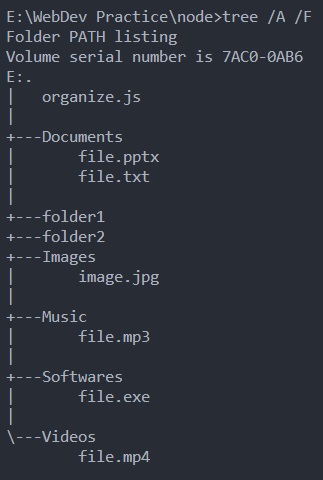 E:\WebDev Practice\node>tree /A /F
Folder PATH listing
Volume serial number is 7AC0-0AB6
E:.
|   organize.js
|
+---Documents
|       file.pptx
|       file.txt
|
+---folder1
+---folder2
+---Images
|       image.jpg
|
+---Music
|       file.mp3
|
+---Softwares
|       file.exe
|
\---Videos
        file.mp4